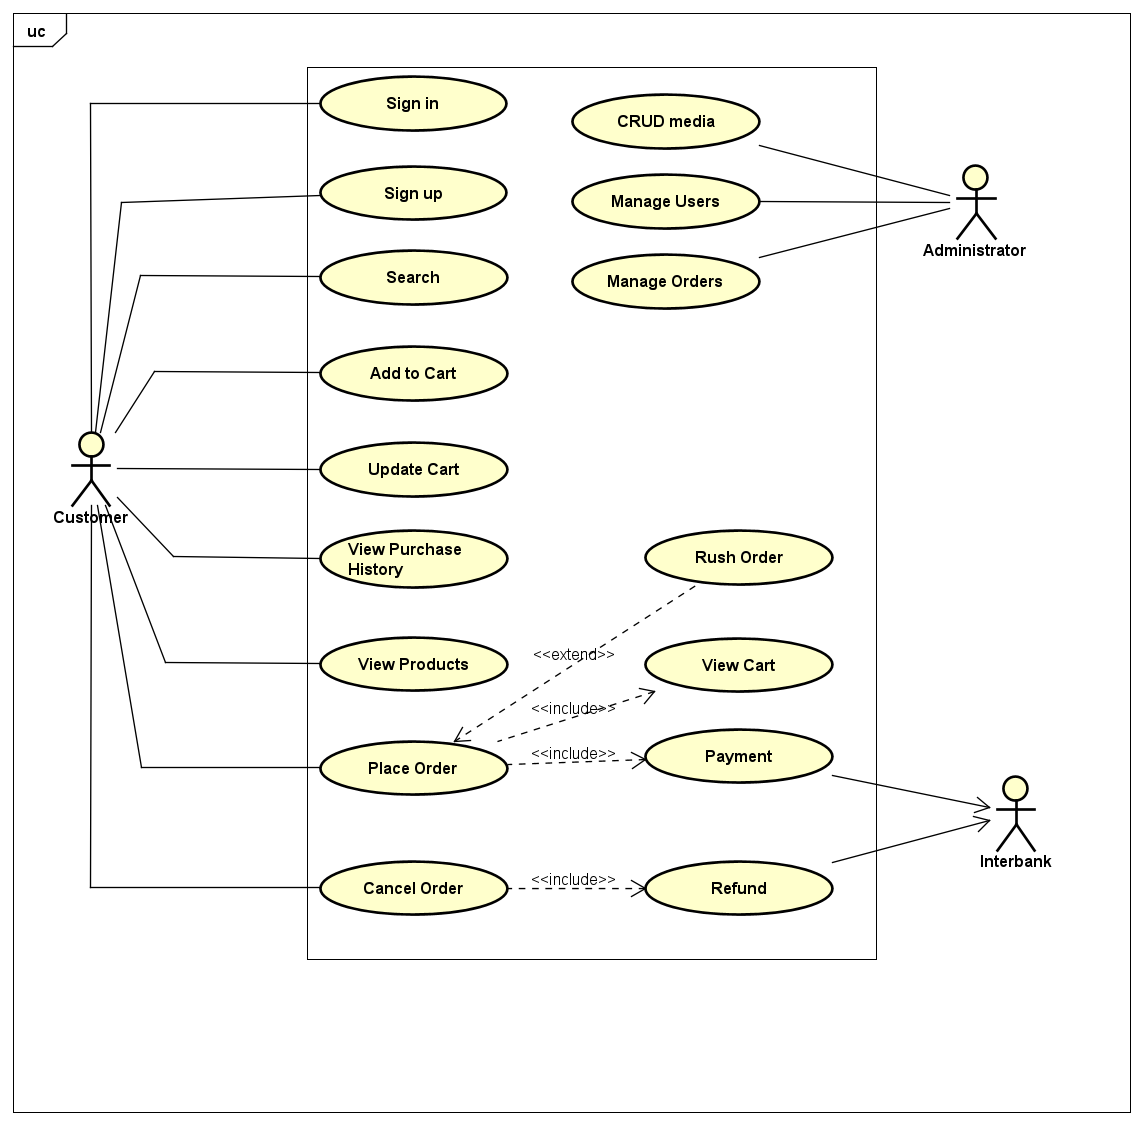 uc
Sign in
CRUD media
Sign up
Manage Users
Administrator
Search
Manage Orders
Add to Cart
Update Cart
Customer
View Purchase
History
Rush Order
<<extend>>
View Products
View Cart
<<include>>
<<include>>
Place Order
Payment
Interbank
<<include>>
Cancel Order
Refund